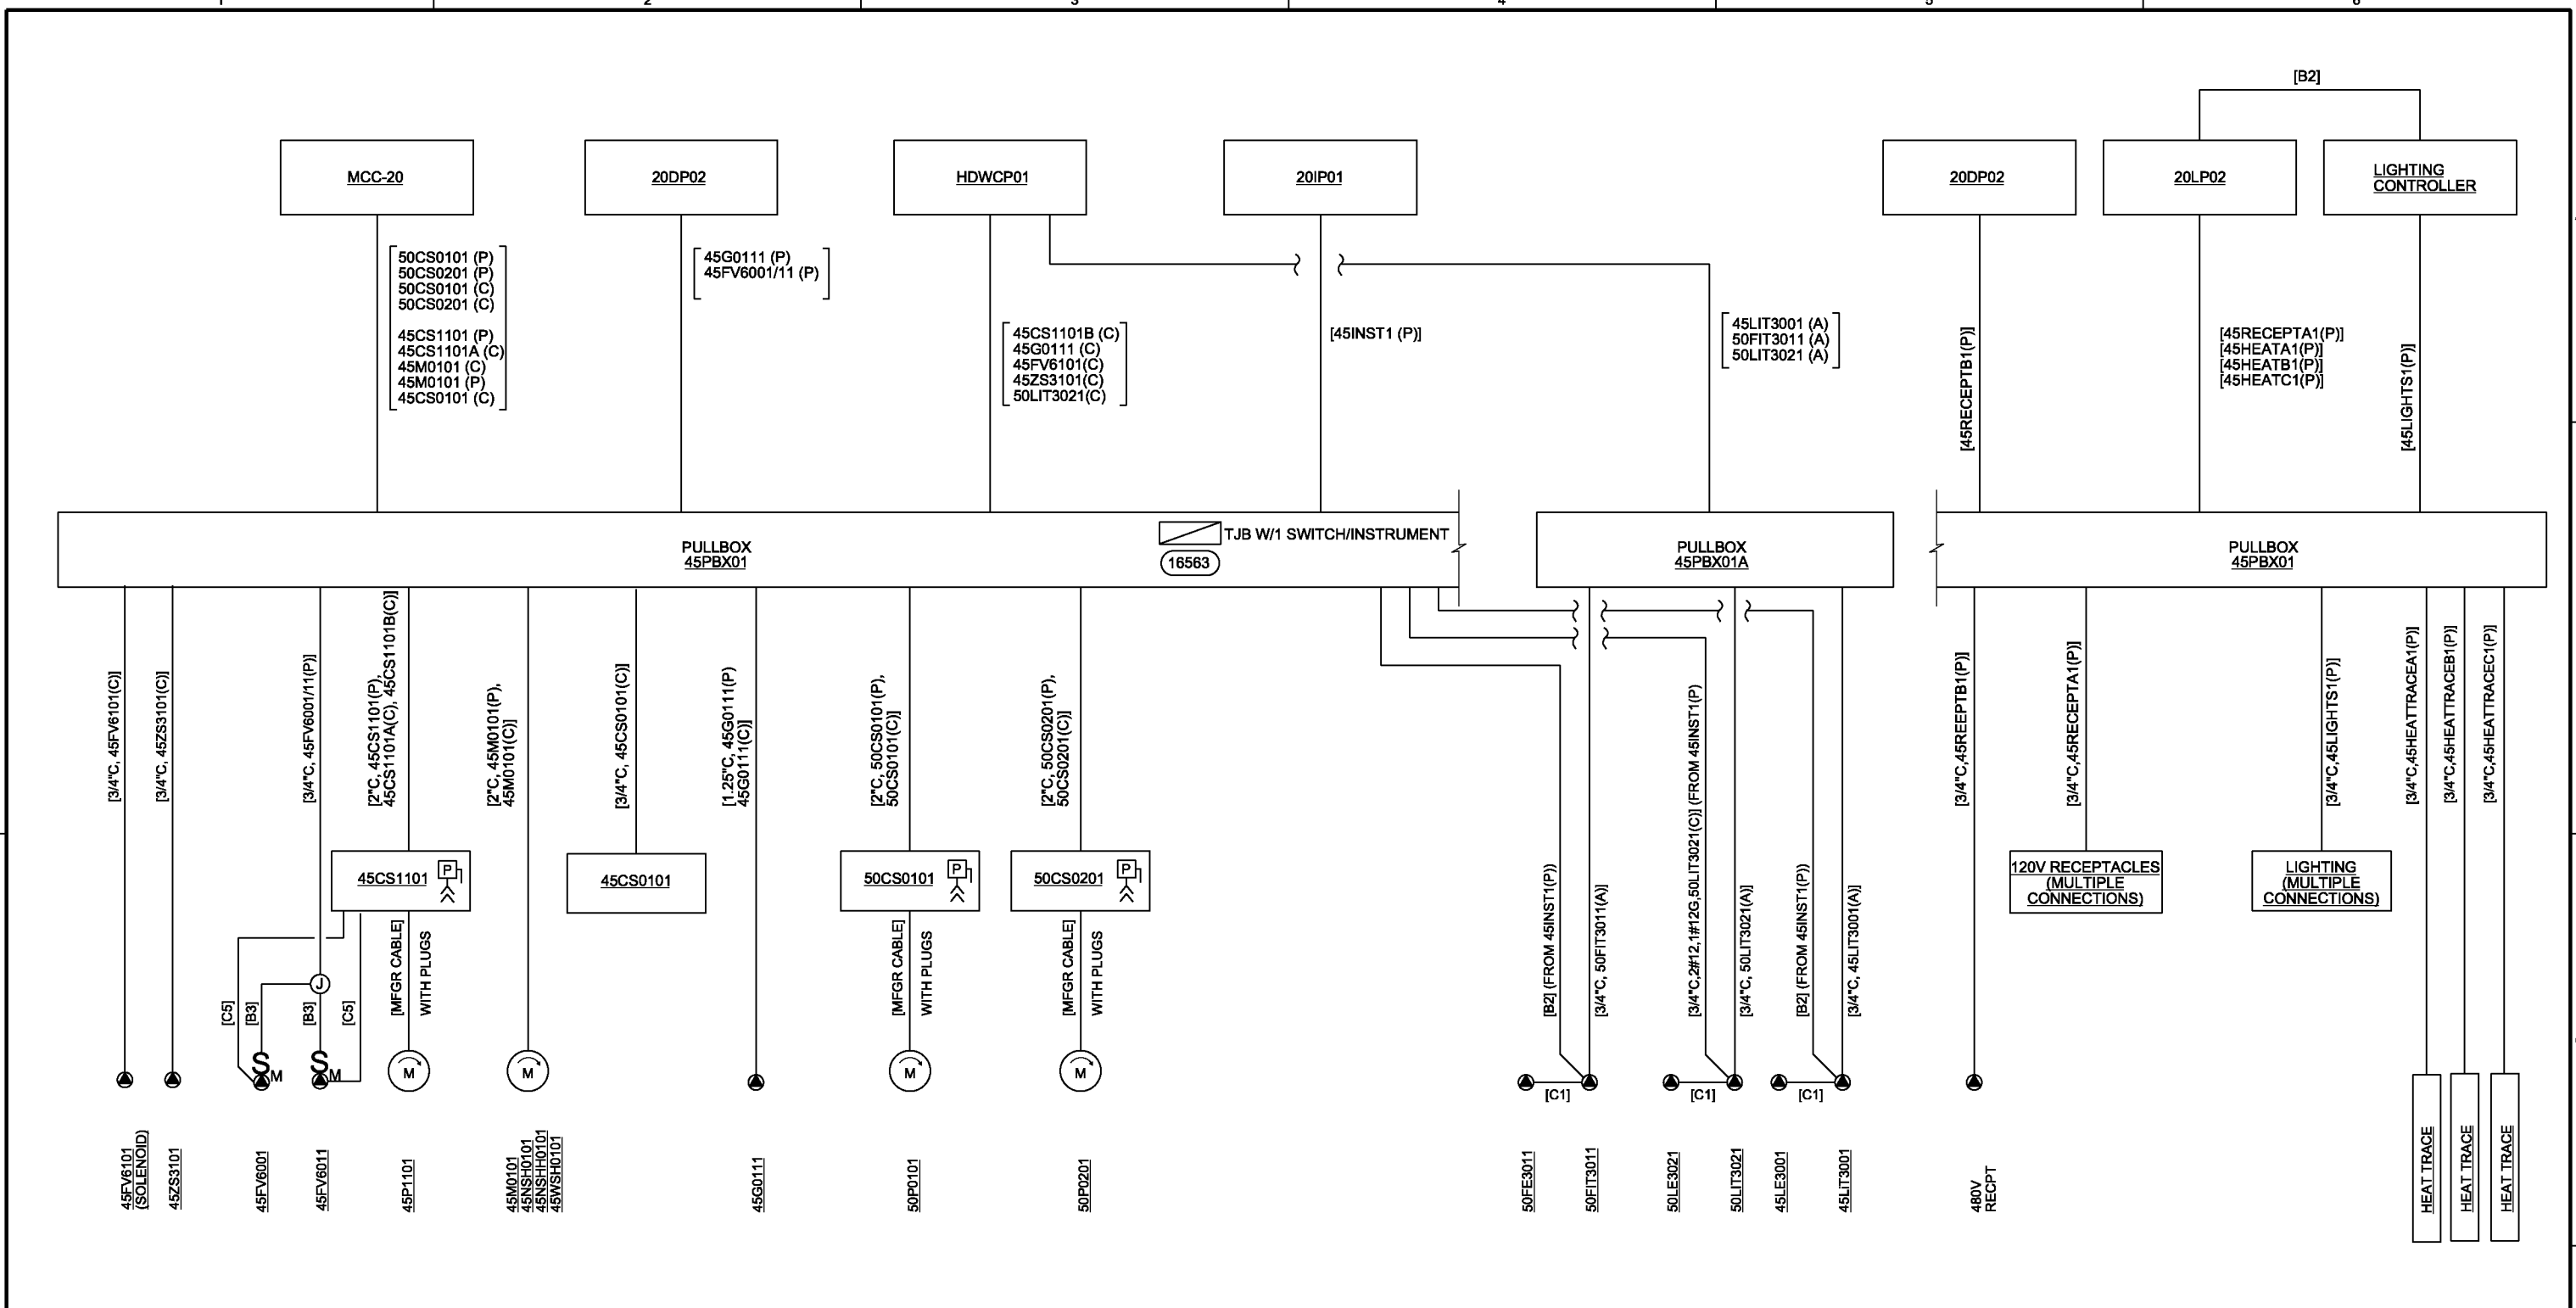 1 2 3 4 5 6
[B2]
MCC-20
20DP02
HDWCP01
20IP01
20DP02
20LP02
LIGHTING
CONTROLLER
50CS0101 (P)
50CS0201 (P)
50CS0101 (C)
50CS0201 (C)
45CS1101 (P)
45CS1101A (C)
45M0101 (C)
45M0101 (P)
45CS0101 (C)
45G0111 (P)
45FV6001/11 (P)
45CS1101B (C)
45G0111 (C)
45FV6101(C)
45ZS3101(C)
50LIT3021(C)
[45INST1 (P)]
45LIT3001 (A)
50FIT3011 (A)
50LIT3021 (A)
[45RECEPTB1(P)]
[45RECEPTA1(P)]
[45HEATA1(P)]
[45HEATB1(P)]
[45HEATC1(P)]
[45LIGHTS1(P)]
PULLBOX
45PBX01
TJB W/1 SWITCH/INSTRUMENT
16563
PULLBOX
45PBX01A
PULLBOX
45PBX01
[3/4"C, 45FV6101(C)]
[3/4"C, 45ZS3101(C)]
[3/4"C, 45FV6001/11(P)]
[2"C, 45CS1101(P),
45CS1101A(C), 45CS1101B(C)]
[2"C, 45M0101(P),
45M0101(C)]
[3/4"C, 45CS0101(C)]
[1.25"C, 45G0111(P)
45G0111(C)]
[2"C, 50CS0101(P),
50CS0101(C)]
[2"C, 50CS0201(P),
50CS0201(C)]
[B2] (FROM 45INST1(P))
[3/4"C, 50FIT3011(A)]
[3/4"C,2#12,1#12G,50LIT3021(C)] (FROM 45INST1(P)
[3/4"C, 50LIT3021(A)]
[B2] (FROM 45INST1(P))
[3/4"C, 45LIT3001(A)]
[3/4"C,45REEPTB1(P)]
[3/4"C,45RECEPTA1(P)]
[3/4"C,45LIGHTS1(P)]
[3/4"C,45HEATTRACEA1(P)]
[3/4"C,45HEATTRACEB1(P)]
[3/4"C,45HEATTRACEC1(P)]
45CS1101
P
45CS0101
50CS0101
P
50CS0201
P
120V RECEPTACLES
(MULTIPLE
CONNECTIONS)
LIGHTING
(MULTIPLE
CONNECTIONS)
J
[C5]
[B3]
[B3]
[C5]
[MFGR CABLE]
WITH PLUGS
[MFGR CABLE]
WITH PLUGS
[MFGR CABLE]
WITH PLUGS
S
M
S
M
M
M
M
M
[C1]
[C1]
[C1]
45FV6101
(SOLENOID)
45ZS3101
45FV6001
45FV6011
45P1101
45M0101
45NSH0101
45NSHH0101
45WSH0101
45G0111
50P0101
50P0201
50FE3011
50FIT3011
50LE3021
50LIT3021
45LE3001
45LIT3001
480V
RECPT
HEAT TRACE
HEAT TRACE
HEAT TRACE